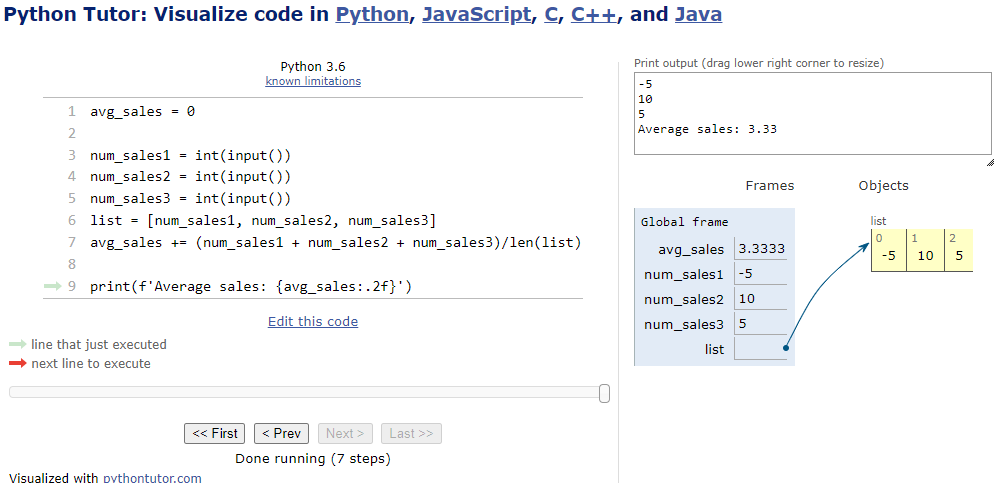 Python Tutor: Visualize code in Python, JavaScript, C, C++, and Java
Python 3.6
known limitations
1 avg_sales = 0
2
3 num_sales1 = int(input())
4 num_sales2 = int(input())
5 num_sales3 = int(input())
6 list = [num_sales1, num_sales2, num_sales3]
7 avg_sales += (num_sales1 + num_sales2 + num_sales3)/len(list)
8
9 print(f'Average sales: {avg_sales:.2f}')
Edit this code
line that just executed
next line to execute
<< First < Prev Next > Last >>
Done running (7 steps)
Visualized with pythontutor.com
Print output (drag lower right corner to resize)
-5
10
5
Average sales: 3.33
Frames Objects
Global frame
avg_sales 3.3333
num_sales1 -5
num_sales2 10
num_sales3 5
list
list
0 1 2
-5 10 5